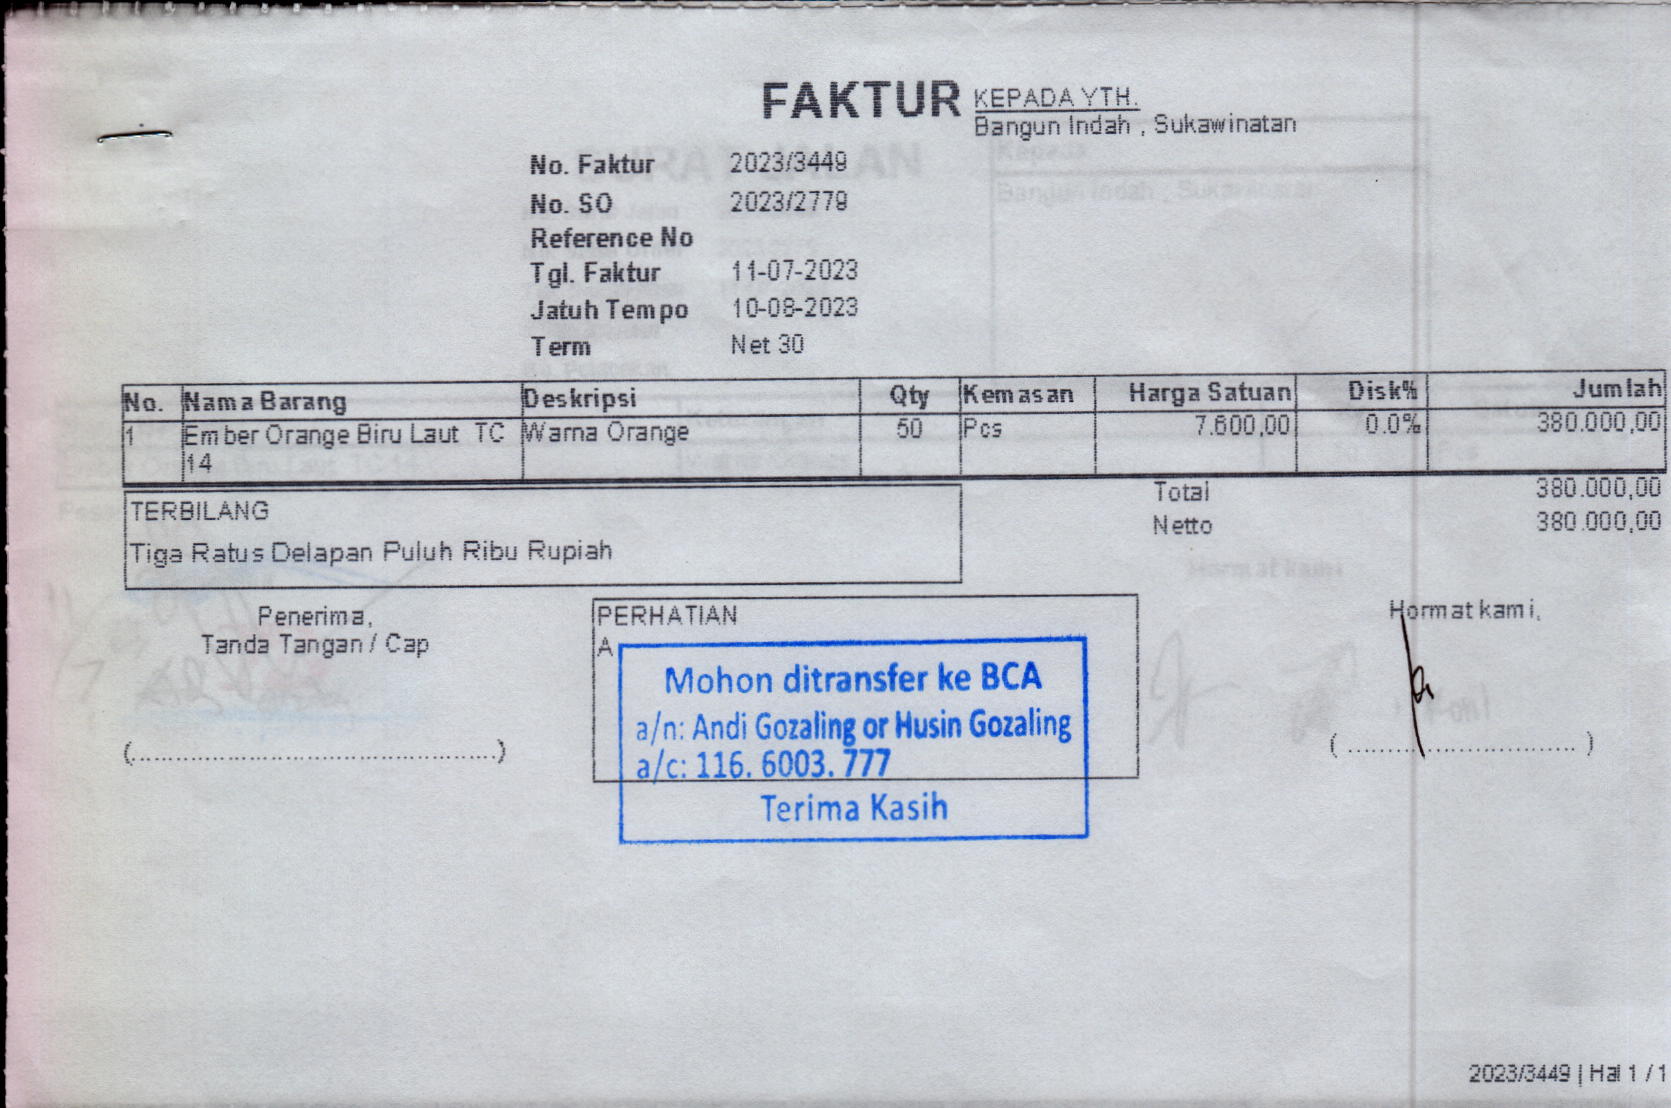 FAKTUR
KEPADA YTH.
Bangun Indah , Sukawinatan
No. Faktur 2023/3449
No. SO 2023/2779
Reference No
Tgl. Faktur 11-07-2023
Jatuh Tempo 10-08-2023
Term Net 30
No. Nama Barang Deskripsi Qty Kemasan Harga Satuan Disk% Jumlah
1 Ember Orange Biru Laut TC Warna Orange 50 Pcs 7.600,00 0.0% 380.000,00
14
Total 380.000,00
Netto 380.000,00
TERBILANG
Tiga Ratus Delapan Puluh Ribu Rupiah
Penerima,
Tanda Tangan / Cap
(..................................................)
PERHATIAN
A
Mohon ditransfer ke BCA
a/n: Andi Gozaling or Husin Gozaling
a/c: 116. 6003. 777
Terima Kasih
Hormat kami,
( ................................ )
2023/3449 | Hal 1 / 1